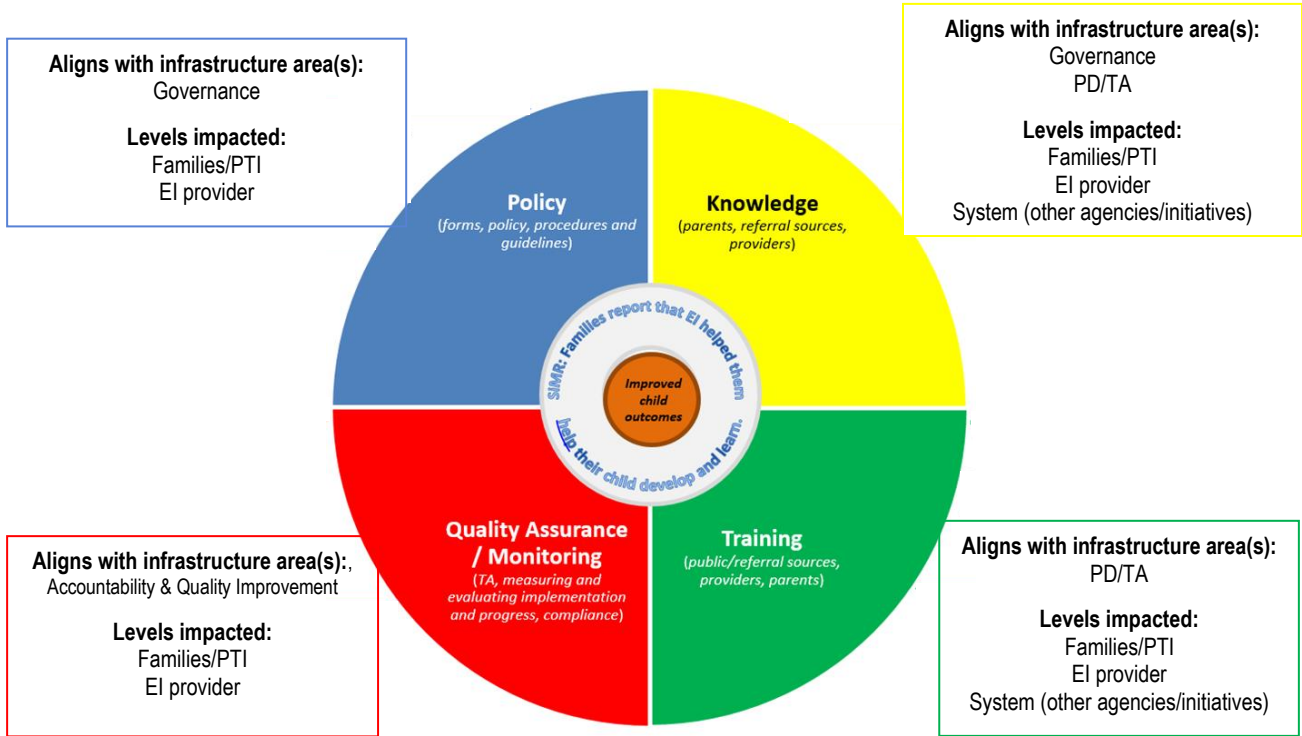 Aligns with infrastructure area(s):
Governance
Levels impacted:
Families/PTI
EI provider
Aligns with infrastructure area(s):
Governance
PD/TA
Levels impacted:
Families/PTI
EI provider
System (other agencies/initiatives)
Policy
(forms, policy, procedures and
guidelines)
Knowledge
(parents, referral sources,
providers)
SIMR: Families report that EI helped them
help their child develop and learn.
Improved
child
outcomes
Quality Assurance
/ Monitoring
(TA, measuring and
evaluating implementation
and progress, compliance)
Training
(public/referral sources,
providers, parents)
Aligns with infrastructure area(s):,
Accountability & Quality Improvement
Levels impacted:
Families/PTI
EI provider
Aligns with infrastructure area(s):
PD/TA
Levels impacted:
Families/PTI
EI provider
System (other agencies/initiatives)